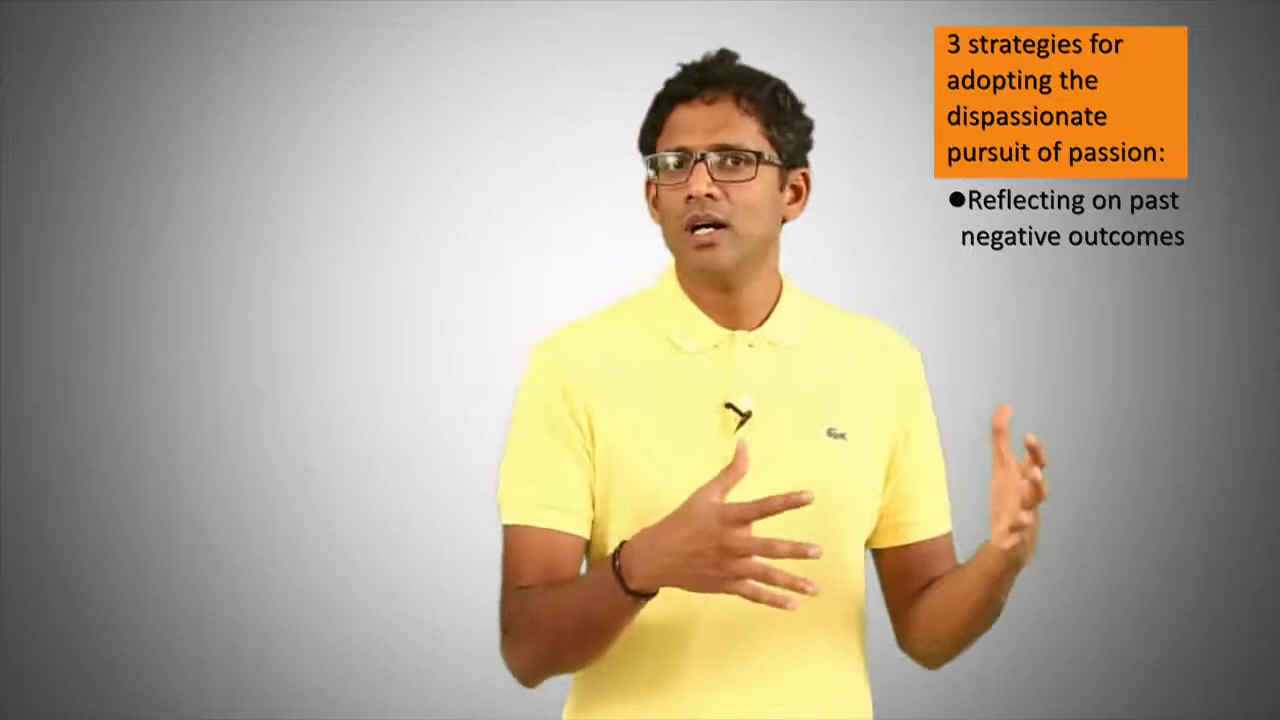 3 strategies for
adopting the
dispassionate
pursuit of passion:
●Reflecting on past
negative outcomes